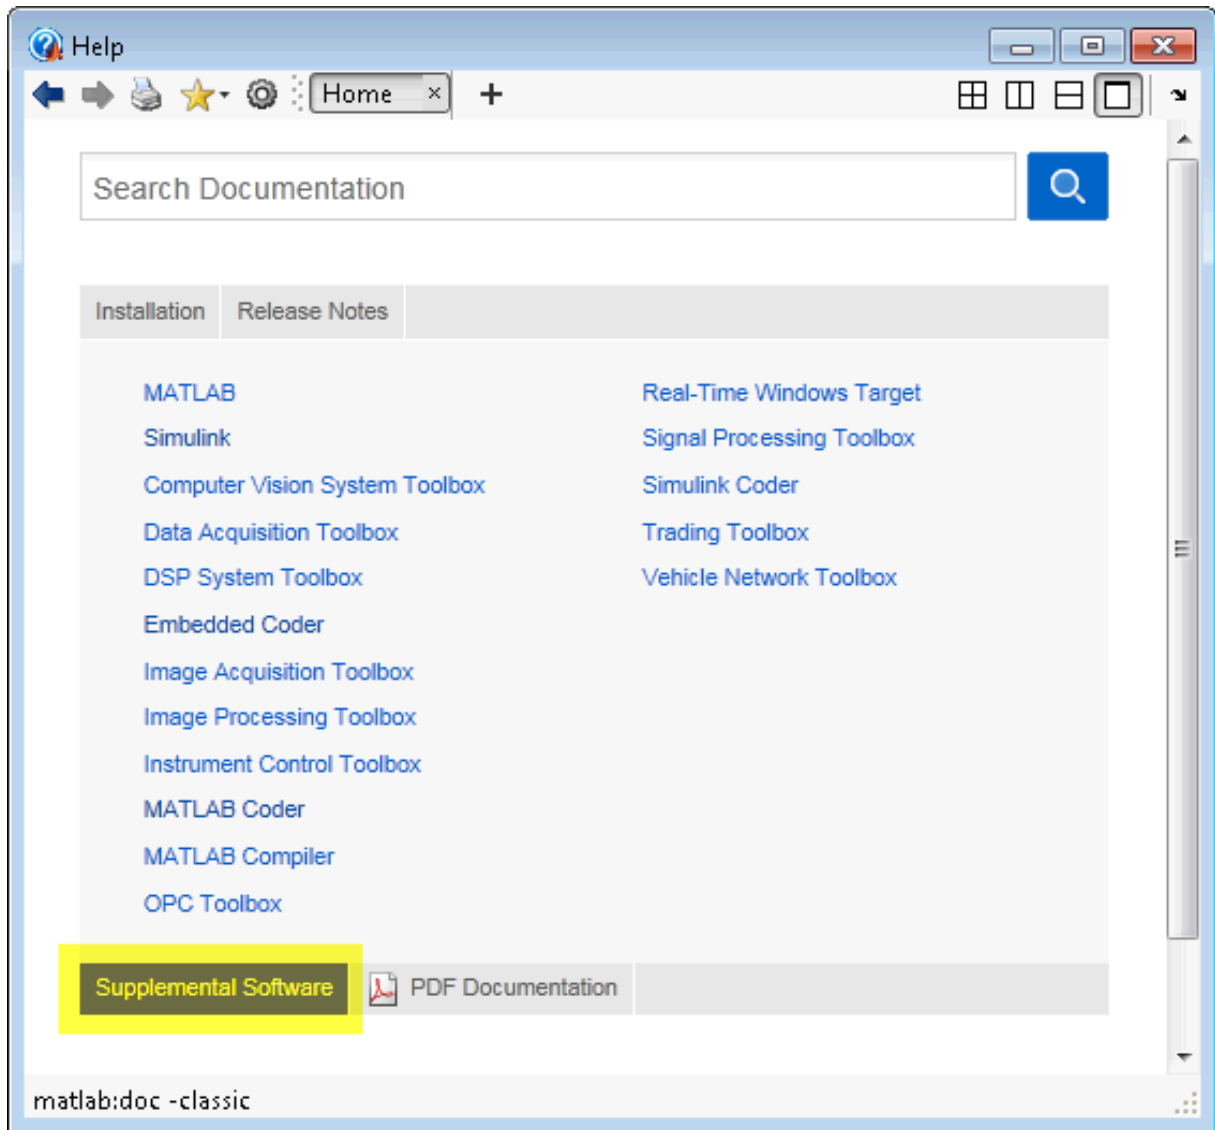 Help
Home
Search Documentation
Installation Release Notes
MATLAB
Simulink
Computer Vision System Toolbox
Data Acquisition Toolbox
DSP System Toolbox
Embedded Coder
Image Acquisition Toolbox
Image Processing Toolbox
Instrument Control Toolbox
MATLAB Coder
MATLAB Compiler
OPC Toolbox
Real-Time Windows Target
Signal Processing Toolbox
Simulink Coder
Trading Toolbox
Vehicle Network Toolbox
Supplemental Software PDF Documentation
matlab:doc -classic